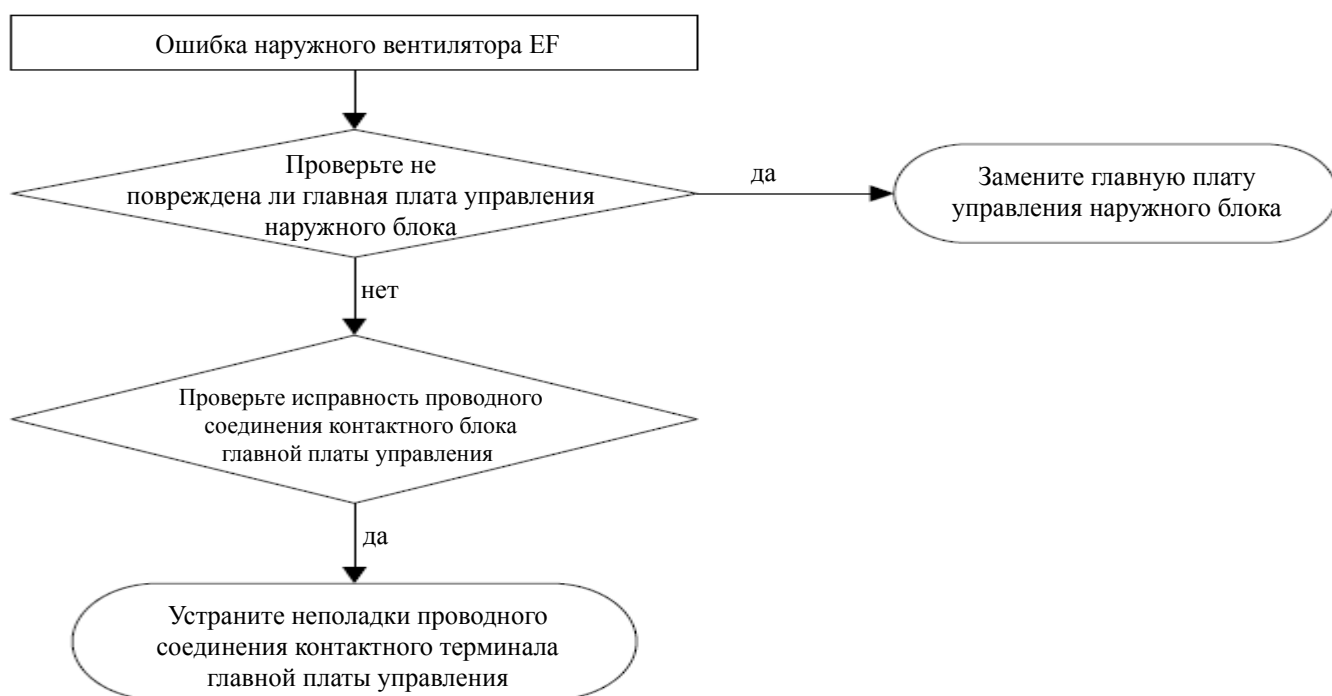 Ошибка наружного вентилятора EF
Проверьте не
повреждена ли главная плата управления
наружного блока
да
Замените главную плату
управления наружного блока
нет
Проверьте исправность проводного
соединения контактного блока
главной платы управления
да
Устраните неполадки проводного
соединения контактного терминала
главной платы управления